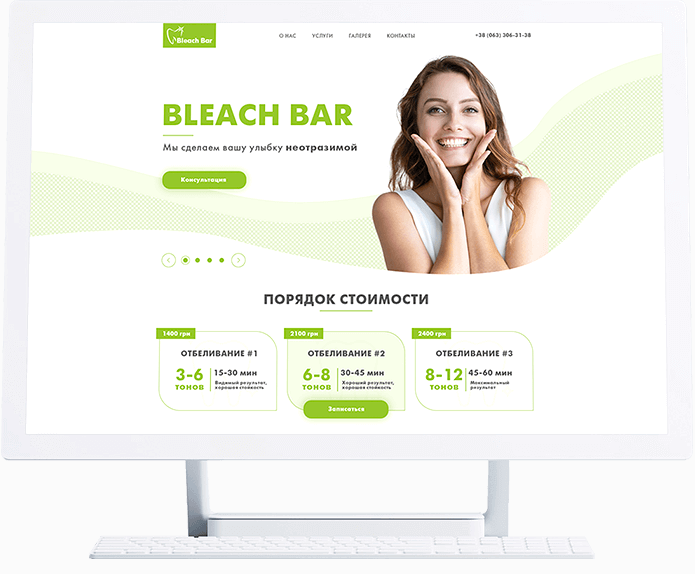 Bleach Bar
О НАС УСЛУГИ ГАЛЕРЕЯ КОНТАКТЫ
+38 (063) 306-31-38
BLEACH BAR
Мы сделаем вашу улыбку неотразимой
Консультация
ПОРЯДОК СТОИМОСТИ
1400 грн
ОТБЕЛИВАНИЕ #1
3-6
ТОНОВ
15-30 мин
Видимый результат,
хорошая стойкость
2100 грн
ОТБЕЛИВАНИЕ #2
6-8
ТОНОВ
30-45 мин
Хороший результат,
хорошая стойкость
Записаться
2400 грн
ОТБЕЛИВАНИЕ #3
8-12
ТОНОВ
45-60 мин
Максимальный
результат